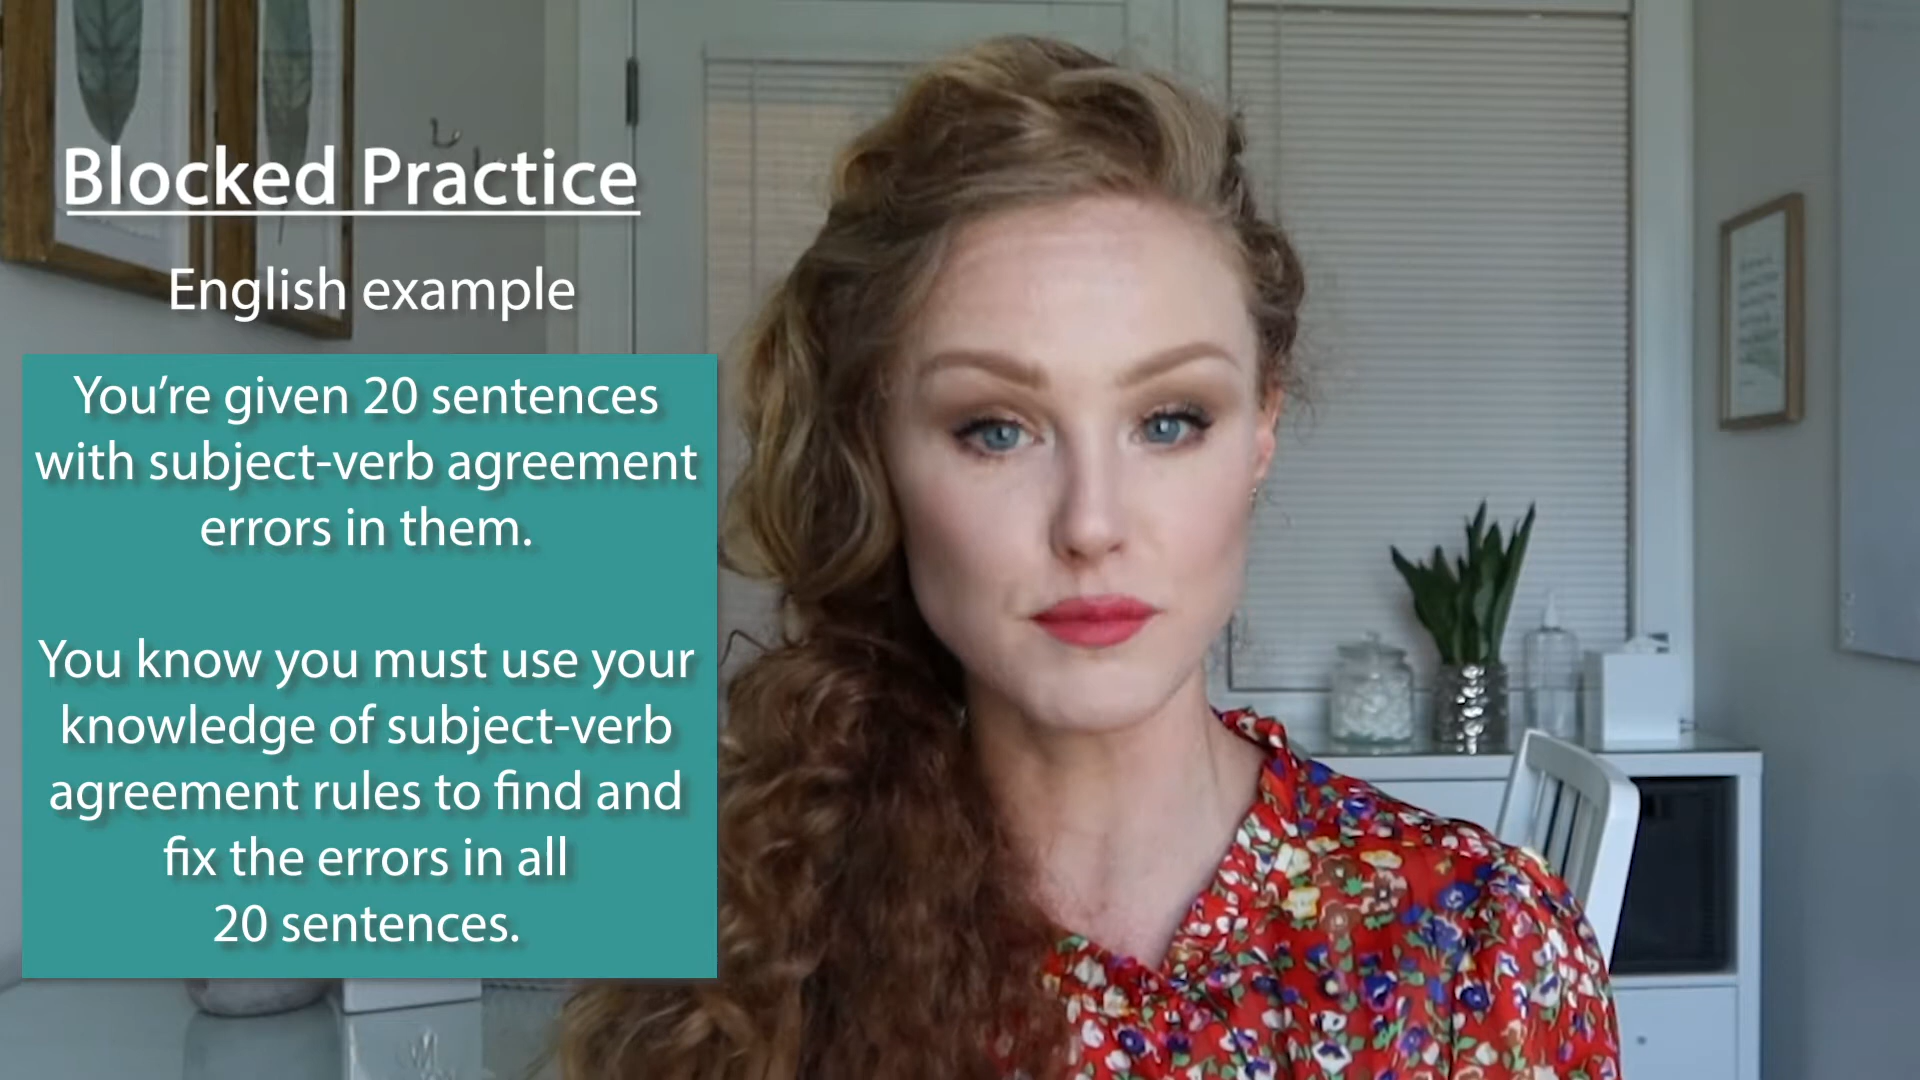 Blocked Practice
English example
You’re given 20 sentences
with subject-verb agreement
errors in them.
You know you must use your
knowledge of subject-verb
agreement rules to find and
fix the errors in all
20 sentences.